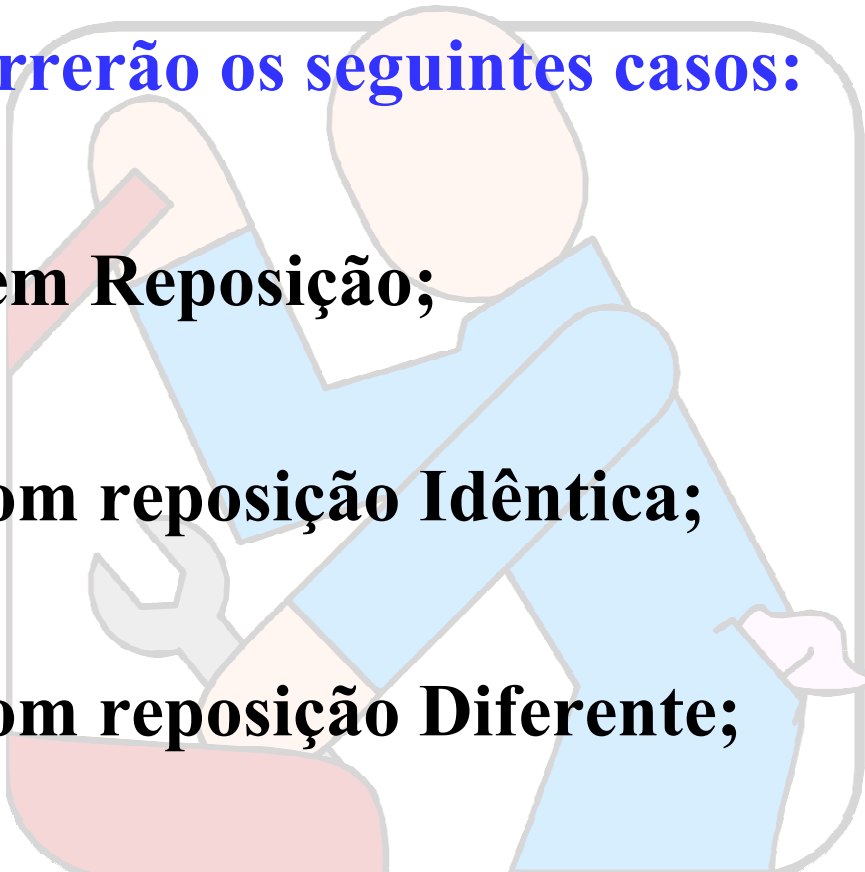 rrerão os seguintes casos:
em Reposição;
om reposição Idêntica;
om reposição Diferente;